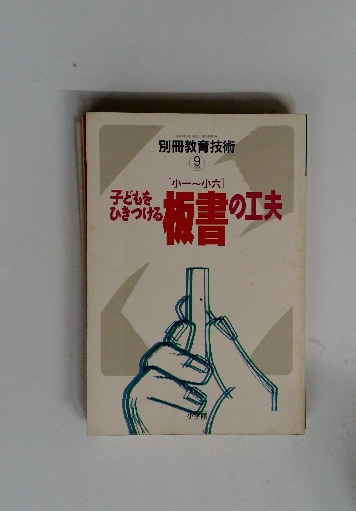 別冊教育技術
9
[小一～小六]
子どもを
ひきつける
板書の工夫
小学館